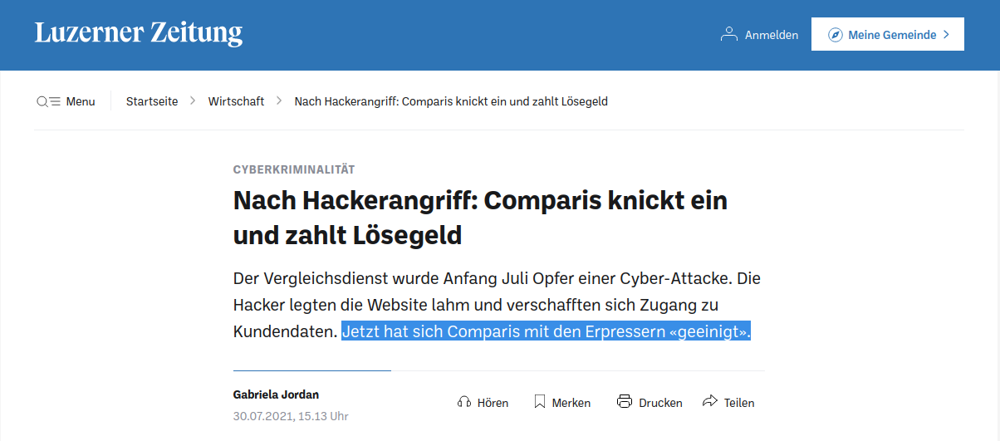 Luzerner Zeitung
Anmelden
Meine Gemeinde
Menu
Startseite
Wirtschaft
Nach Hackerangriff: Comparis knickt ein und zahlt Lösegeld
CYBERKRIMINALITÄT
Nach Hackerangriff: Comparis knickt ein
und zahlt Lösegeld
Der Vergleichsdienst wurde Anfang Juli Opfer einer Cyber-Attacke. Die
Hacker legten die Website lahm und verschafften sich Zugang zu
Kundendaten. Jetzt hat sich Comparis mit den Erpressern «geeinigt».
Gabriela Jordan
30.07.2021, 15.13 Uhr
Hören
Merken
Drucken
Teilen